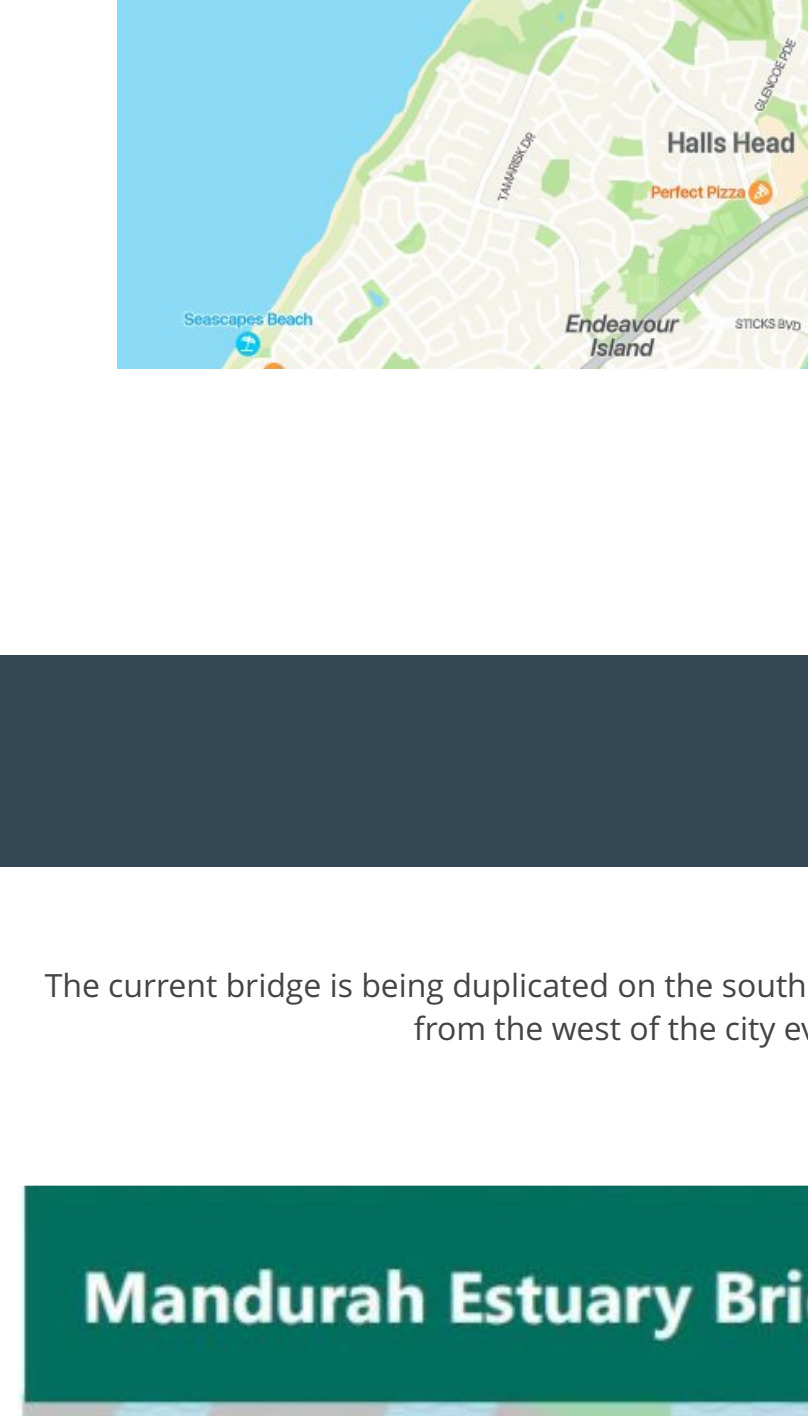 GLENCOE PDE
Halls Head
TAMARISK DR
Perfect Pizza
Seascapes Beach
Endeavour
Island
STICKS BVD
The current bridge is being duplicated on the south
from the west of the city ev
Mandurah Estuary Bri